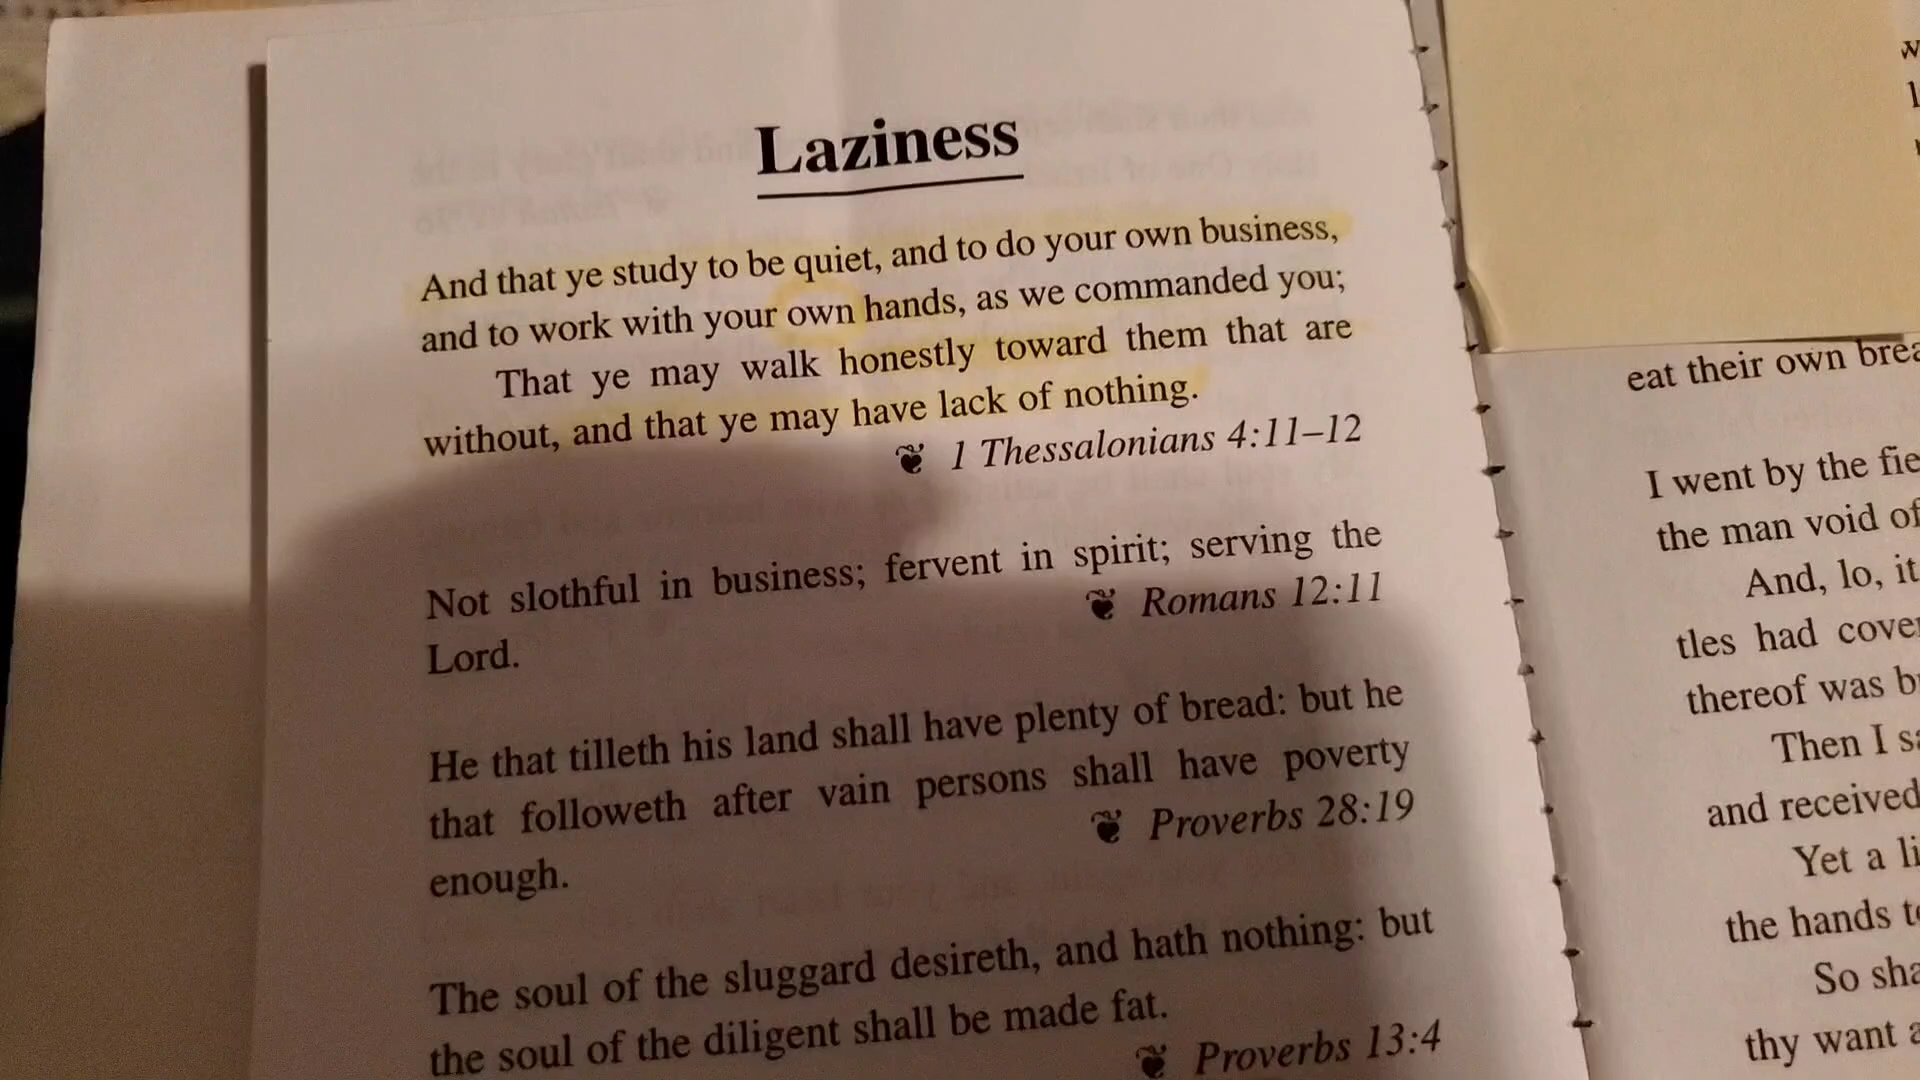 Laziness
And that ye study to be quiet, and to do your own business,
and to work with your own hands, as we commanded you;
That ye may walk honestly toward them that are
without, and that ye may have lack of nothing.
1 Thessalonians 4:11–12
Not slothful in business; fervent in spirit; serving the
Lord.
Romans 12:11
He that tilleth his land shall have plenty of bread: but he
that followeth after vain persons shall have poverty
enough.
Proverbs 28:19
The soul of the sluggard desireth, and hath nothing: but
the soul of the diligent shall be made fat.
Proverbs 13:4
eat their own
I went by the
the man void of
And, lo, it
tles had
thereof was
Then I
and received
Yet a
the hands
So
thy want